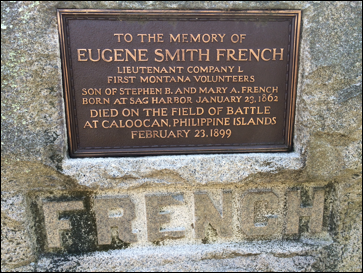 TO THE MEMORY OF
EUGENE SMITH FRENCH
LIEUTENANT COMPANY L
FIRST MONTANA VOLUNTEERS
SON OF STEPHEN B. AND MARY A. FRENCH
BORN AT SAG HARBOR JANUARY 23, 1862
DIED ON THE FIELD OF BATTLE
AT CALOOCAN, PHILIPPINE ISLANDS
FEBRUARY 23, 1899
FRENCH